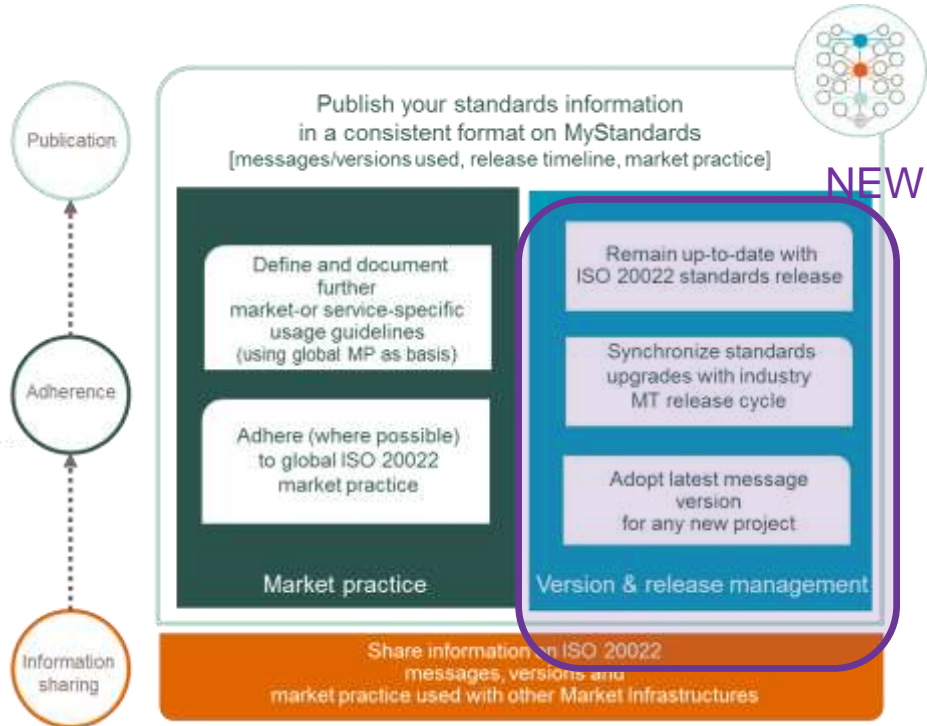 Publish your standards information
in a consistent format on MyStandards
[messages/versions used, release timeline, market practice]
NEW
Publication
Adherence
Information
sharing
Define and document
further
market-or service-specific
usage guidelines
(using global MP as basis)
Adhere (where possible)
to global ISO 20022
market practice
Market practice
Remain up-to-date with
ISO 20022 standards release
Synchronize standards
upgrades with industry
MT release cycle
Adopt latest message
version
for any new project
Version & release management
Share information on ISO 20022
messages, versions and
market practice used with other Market Infrastructures